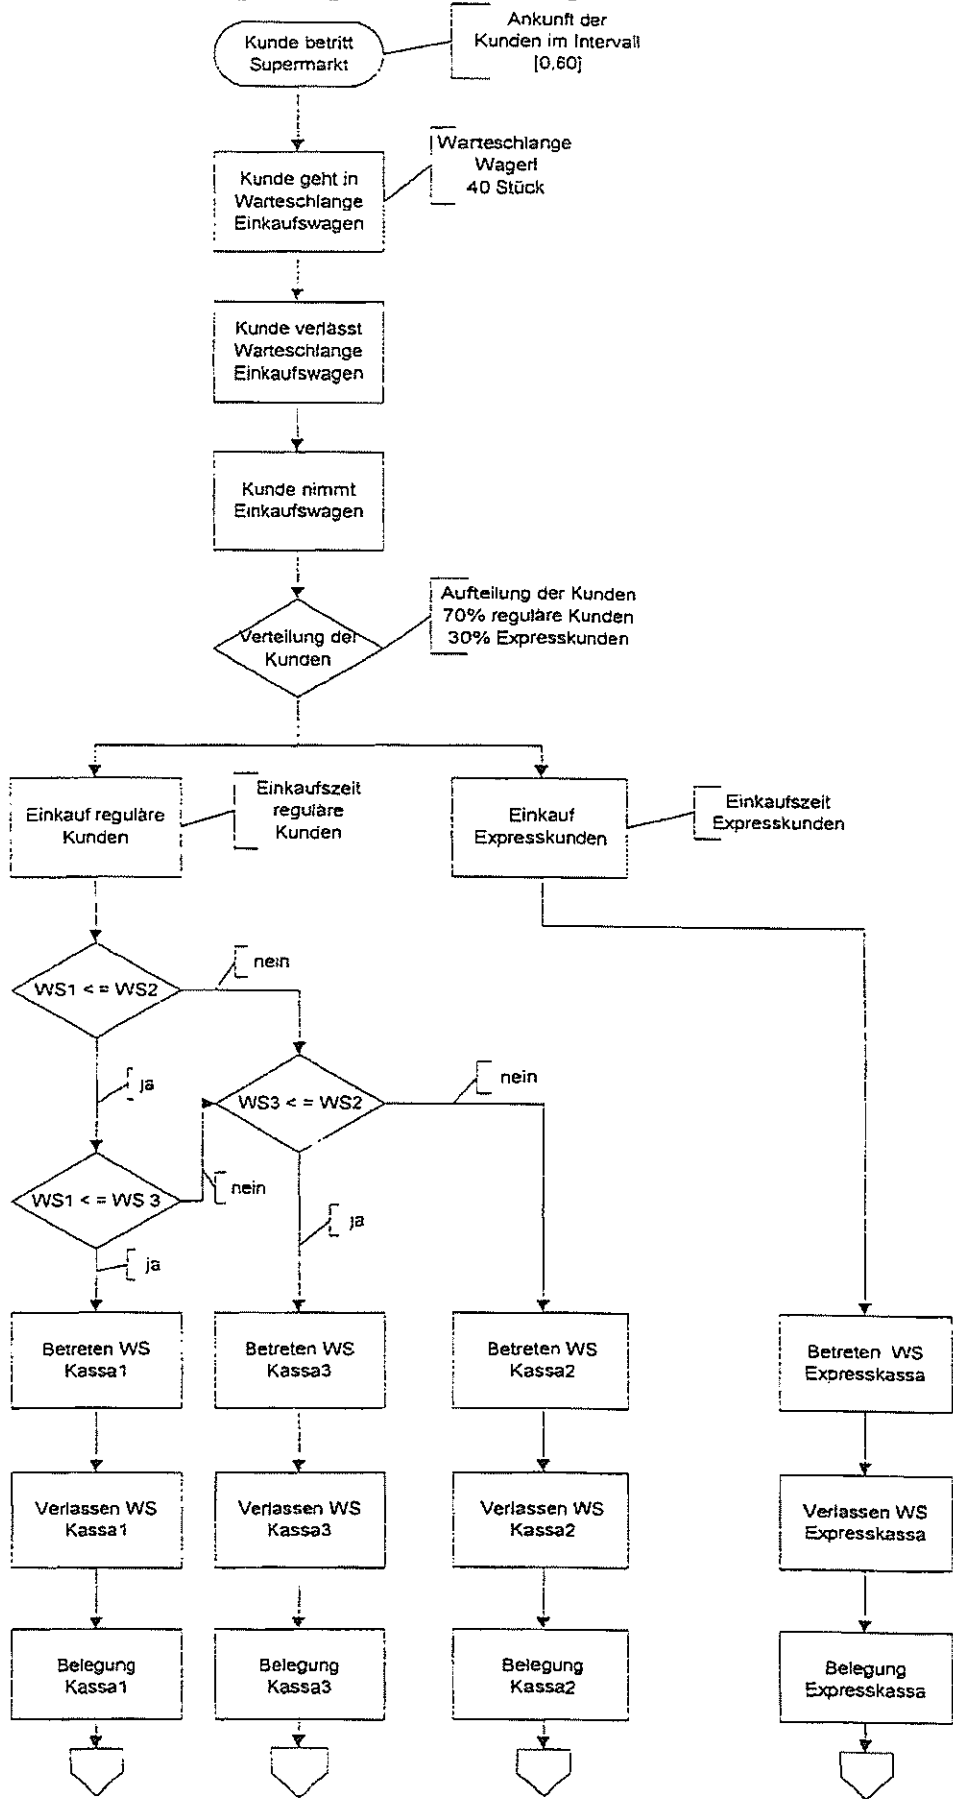 Kunde betritt
Supermarkt
Ankunft der
Kunden im Intervall
[0,60]
Kunde geht in
Warteschlange
Einkaufswagen
Warteschlange
Wagerl
40 Stück
Kunde verlässt
Warteschlange
Einkaufswagen
Kunde nimmt
Einkaufswagen
Verteilung der
Kunden
Aufteilung der Kunden
70% reguläre Kunden
30% Expresskunden
Einkauf reguläre
Kunden
Einkaufszeit
reguläre
Kunden
Einkauf
Expresskunden
Einkaufszeit
Expresskunden
WS1 < = WS2
nein
ja
WS3 < = WS2
nein
WS1 < = WS 3
nein
ja
ja
Betreten WS
Kassa1
Betreten WS
Kassa3
Betreten WS
Kassa2
Betreten WS
Expresskassa
Verlassen WS
Kassa1
Verlassen WS
Kassa3
Verlassen WS
Kassa2
Verlassen WS
Expresskassa
Belegung
Kassa1
Belegung
Kassa3
Belegung
Kassa2
Belegung
Expresskassa